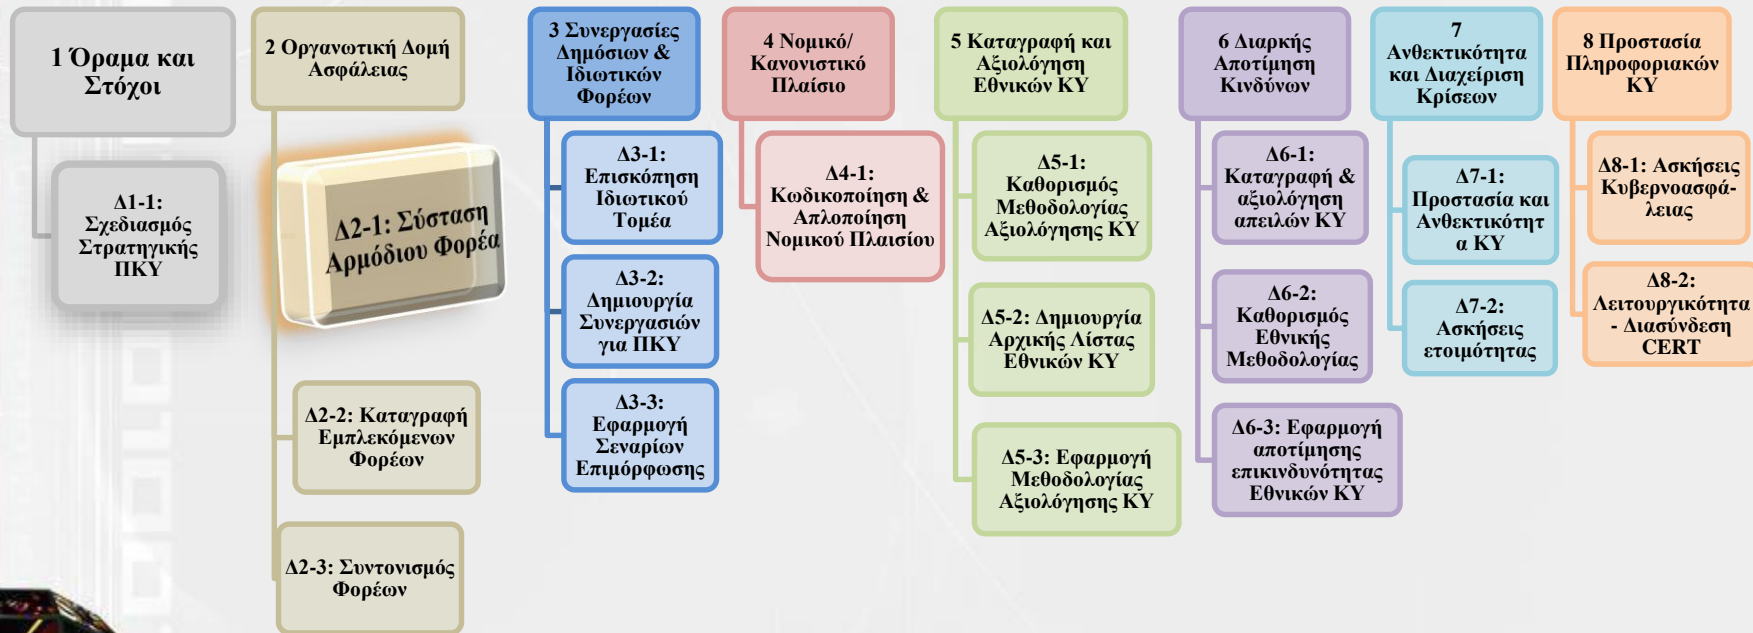 1 Όραμα και
Στόχοι
Δ1-1:
Σχεδιασμός
Στρατηγικής
ΠΚΥ
2 Οργανωτική Δομή
Ασφάλειας
Δ2-1: Σύσταση
Αρμόδιου Φορέα
Δ2-2: Καταγραφή
Εμπλεκόμενων
Φορέων
Δ2-3: Συντονισμός
Φορέων
3 Συνεργασίες
Δημόσιων &
Ιδιωτικών
Φορέων
Δ3-1:
Επισκόπηση
Ιδιωτικού
Τομέα
Δ3-2:
Δημιουργία
Συνεργασιών
για ΠΚΥ
Δ3-3:
Εφαρμογή
Σεναρίων
Επιμόρφωσης
4 Νομικό/
Κανονιστικό
Πλαίσιο
Δ4-1:
Κωδικοποίηση &
Απλοποίηση
Νομικού Πλαισίου
5 Καταγραφή και
Αξιολόγηση
Εθνικών ΚΥ
Δ5-1:
Καθορισμός
Μεθοδολογίας
Αξιολόγησης ΚΥ
Δ5-2: Δημιουργία
Αρχικής Λίστας
Εθνικών ΚΥ
Δ5-3: Εφαρμογή
Μεθοδολογίας
Αξιολόγησης ΚΥ
6 Διαρκής
Αποτίμηση
Κινδύνων
Δ6-1:
Καταγραφή &
αξιολόγηση
απειλών ΚΥ
Δ6-2:
Καθορισμός
Εθνικής
Μεθοδολογίας
Δ6-3: Εφαρμογή
αποτίμησης
επικινδυνότητας
Εθνικών ΚΥ
7
Ανθεκτικότητα
και Διαχείριση
Κρίσεων
Δ7-1:
Προστασία και
Ανθεκτικότητ
α ΚΥ
Δ7-2:
Ασκήσεις
ετοιμότητας
8 Προστασία
Πληροφοριακών
ΚΥ
Δ8-1: Ασκήσεις
Κυβερνοασφά-
λειας
Δ8-2:
Λειτουργικότητα
- Διασύνδεση
CERT